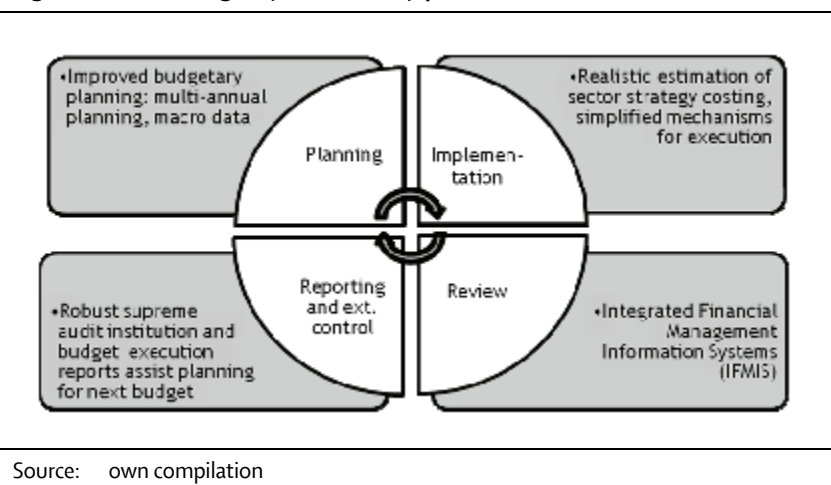 •Improved budgetary
planning: multi-annual
planning, macro data
•Realistic estimation of
sector strategy costing,
simplified mechanisms
for execution
Planning
Implemen-
tation
Reporting
and ext.
control
Review
•Robust supreme
audit institution and
budget execution
reports assist planning
for next budget
•Integrated Financial
Management
Information Systems
(IFMIS)
Source: own compilation